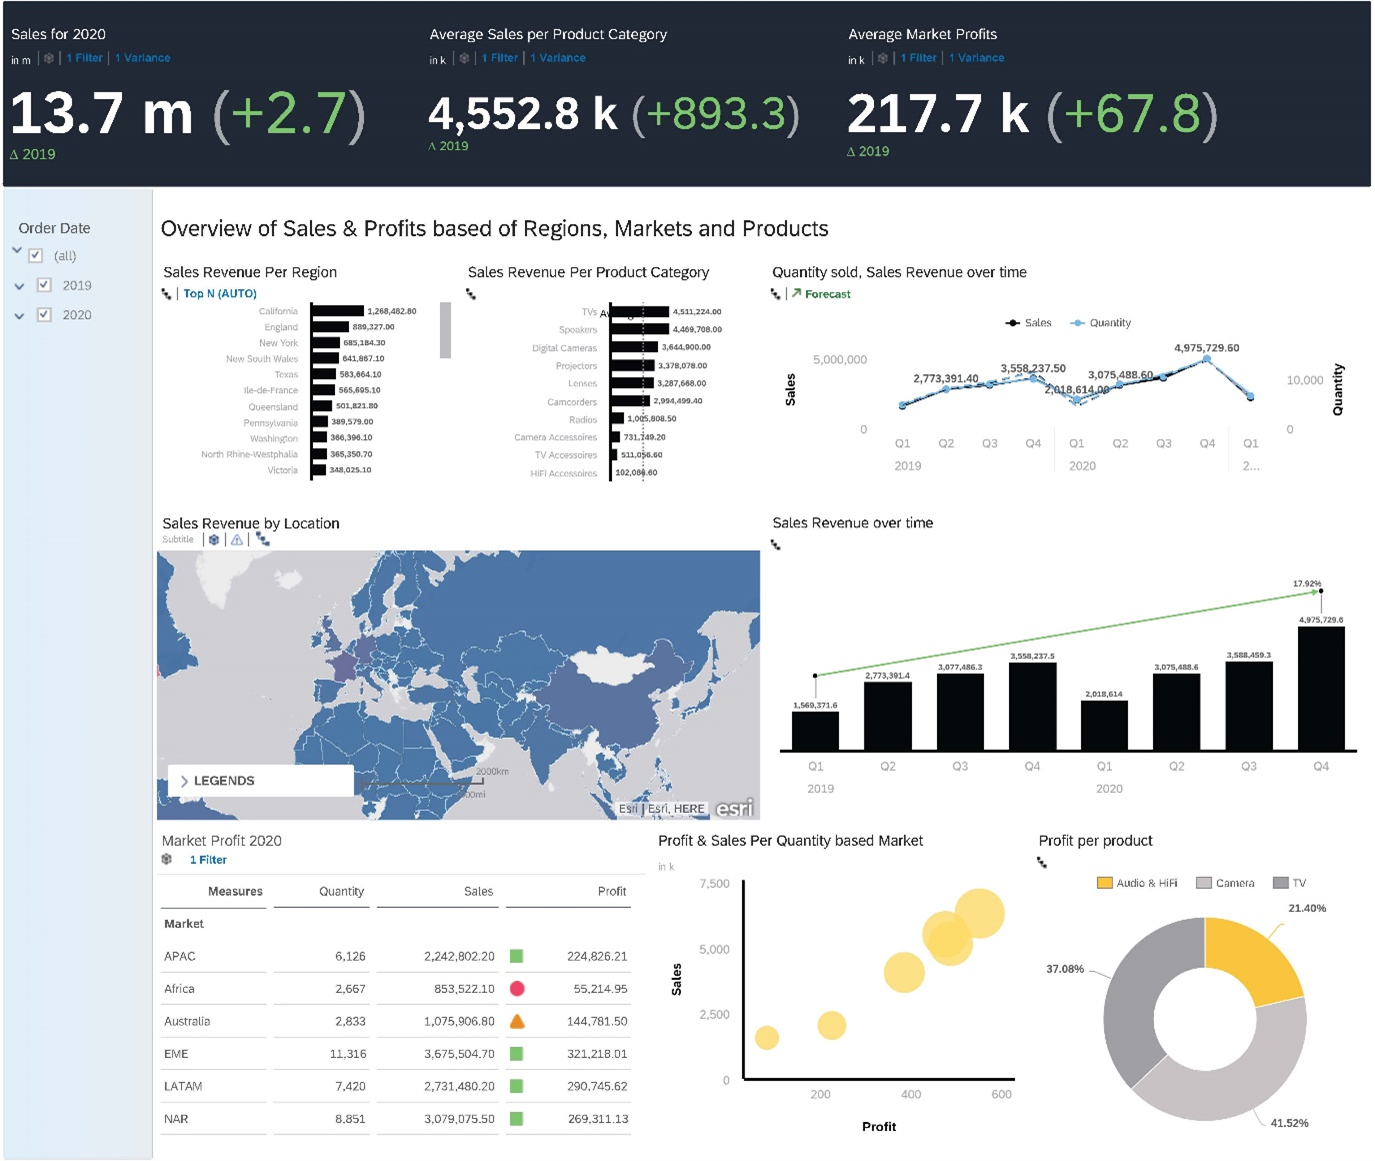 Sales for 2020
in m | 1 Filter | 1 Variance
13.7 m (+2.7)
Δ 2019
Average Sales per Product Category
in k | 1 Filter | 1 Variance
4,552.8 k (+893.3)
Δ 2019
Average Market Profits
in k | 1 Filter | 1 Variance
217.7 k (+67.8)
Δ 2019
Order Date
(all)
2019
2020
Overview of Sales & Profits based of Regions, Markets and Products
Sales Revenue Per Region
Top N (AUTO)
California 1,268,482.80
England 889,327.00
New York 685,184.30
New South Wales 641,867.10
Texas 583,664.10
Ile-de-France 565,695.10
Queensland 501,821.80
Pennsylvania 389,579.00
Washington 366,396.10
North Rhine-Westphalia 365,350.70
Victoria 348,025.10
Sales Revenue Per Product Category
TVs 4,511,224.00
Speakers 4,469,708.00
Digital Cameras 3,644,900.00
Projectors 3,378,078.00
Lenses 3,287,668.00
Camcorders 2,994,499.40
Radios 1,005,808.50
Camera Accessoires 731,749.20
TV Accessoires 511,056.60
HiFi Accessoires
Quantity sold, Sales Revenue over time
Forecast
Sales Quantity
5,000,000
0
Sales
2,773,391.40
3,558,237.50
2,018,614.00
3,075,488.60
4,975,729.60
10,000
0
Quantity
Q1 Q2 Q3 Q4 Q1 Q2 Q3 Q4 Q1
2019 2020 2...
Sales Revenue by Location
Subtitle
LEGENDS
2000km
Esri | Esri, HERE esri
Sales Revenue over time
17.92%
1,569,371.6
2,773,391.4
3,077,486.3
3,558,237.5
2,018,614
3,075,488.6
3,588,459.3
4,975,729.6
Q1 Q2 Q3 Q4 Q1 Q2 Q3 Q4
2019 2020
Market Profit 2020
1 Filter
Measures Quantity Sales Profit
Market
APAC 6,126 2,242,802.20 224,826.21
Africa 2,667 853,522.10 55,214.95
Australia 2,833 1,075,906.80 144,781.50
EME 11,316 3,675,504.70 321,218.01
LATAM 7,420 2,731,480.20 290,745.62
NAR 8,851 3,079,075.50 269,311.13
Profit & Sales Per Quantity based Market
in k
7,500
5,000
2,500
0
Sales
200 400 600
Profit
Profit per product
Audio & HiFi Camera TV
21.40%
37.08%
41.52%